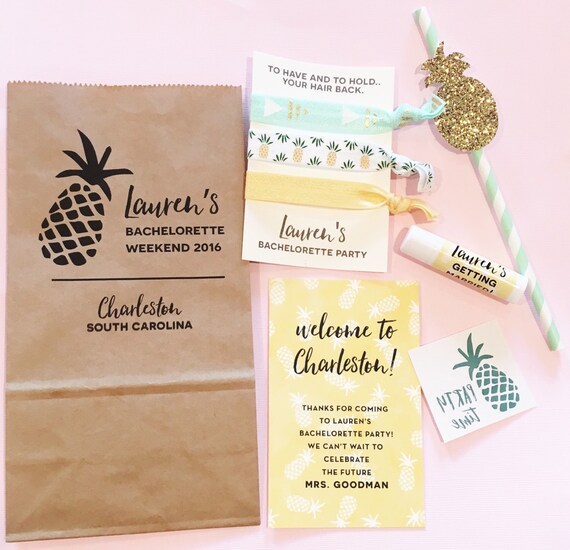 Lauren's
BACHELORETTE
WEEKEND 2016
Charleston
SOUTH CAROLINA
TO HAVE AND TO HOLD..
YOUR HAIR BACK.
Lauren's
BACHELORETTE PARTY
Lauren's
GETTING
MARRIED!
welcome to
Charleston!
THANKS FOR COMING
TO LAUREN'S
BACHELORETTE PARTY!
WE CAN'T WAIT TO
CELEBRATE
THE FUTURE
MRS. GOODMAN
PARTY
time